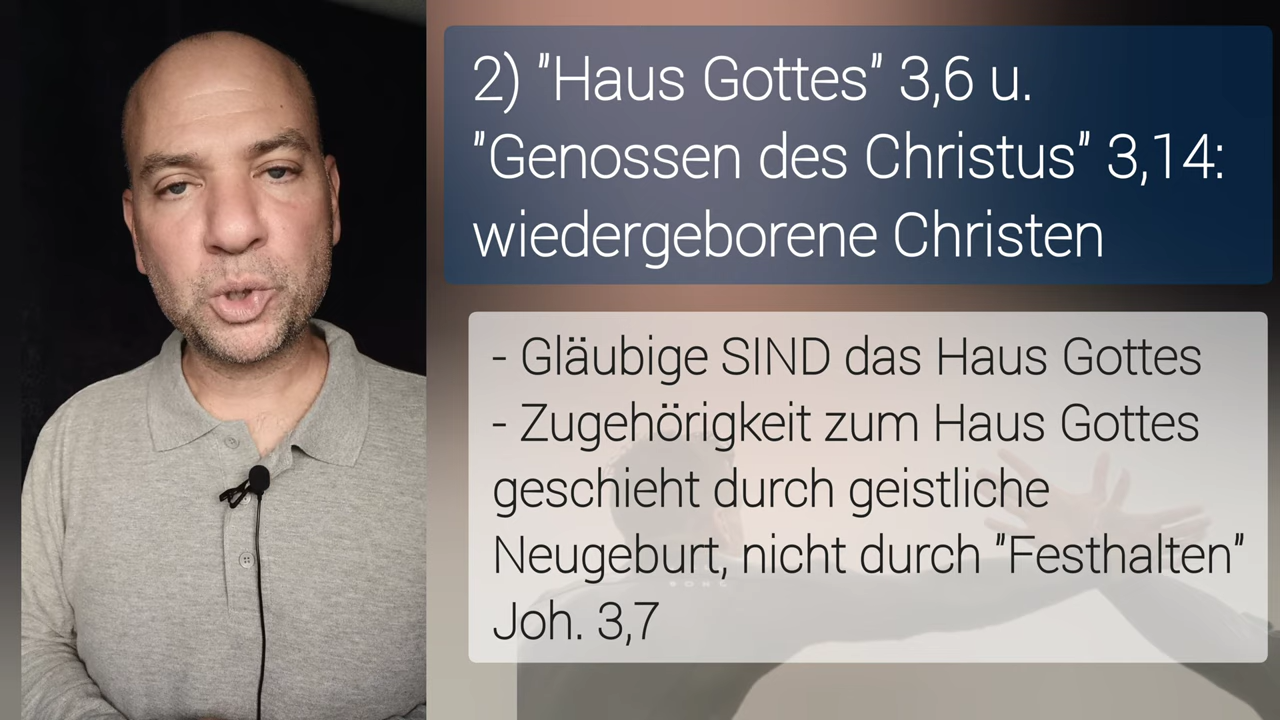 2) "Haus Gottes" 3,6 u.
"Genossen des Christus" 3,14:
wiedergeborene Christen
- Gläubige SIND das Haus Gottes
- Zugehörigkeit zum Haus Gottes
geschieht durch geistliche
Neugeburt, nicht durch "Festhalten"
Joh. 3,7